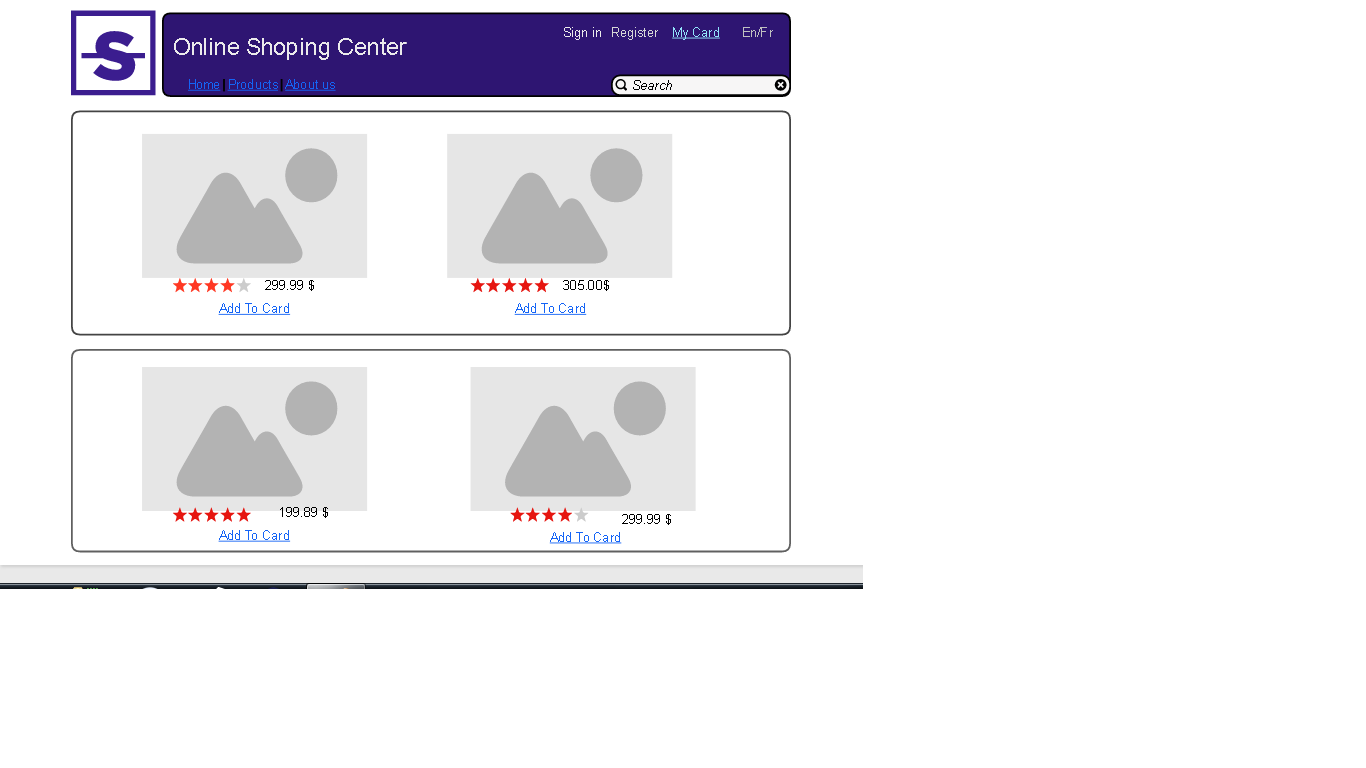 Sign in Register My Card En/Fr
Online Shoping Center
Home | Products | About us
Search
299.99 $ 305.00$
Add To Card Add To Card
199.89 $ 299.99 $
Add To Card Add To Card